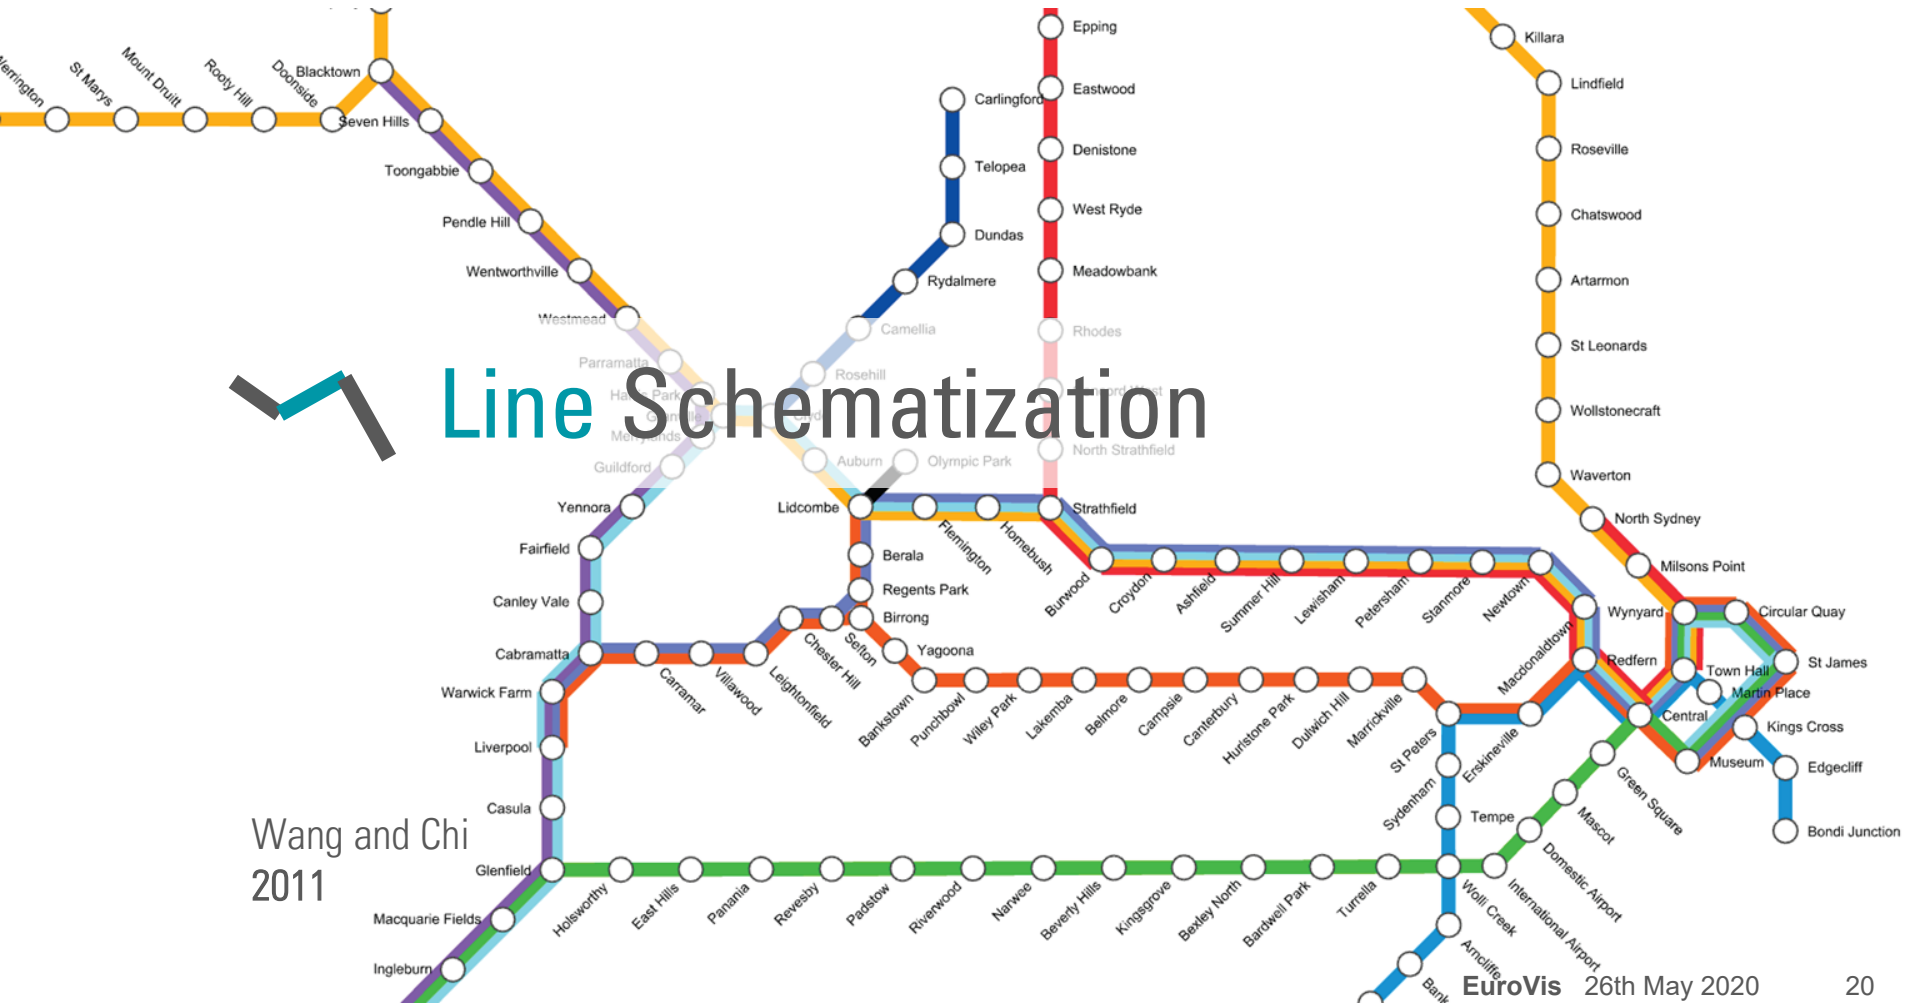 Epping
Killara
Werrington
St Marys
Mount Druitt
Rooty Hill
Doonside
Blacktown
Lindfield
Carlingford
Eastwood
Seven Hills
Denistone
Roseville
Toongabbie
Telopea
West Ryde
Chatswood
Pendle Hill
Dundas
Wentworthville
Meadowbank
Rydalmere
Artarmon
Westmead
Camellia
Rhodes
St Leonards
Parramatta
Rosehill
Line Schematization
Harris Park
Concord West
Wollstonecraft
Granville
Clyde
Merrylands
North Strathfield
Guildford
Auburn
Olympic Park
Waverton
Yennora
Lidcombe
Flemington
Homebush
Strathfield
North Sydney
Fairfield
Berala
Milsons Point
Regents Park
Burwood
Croydon
Ashfield
Summer Hill
Lewisham
Petersham
Stanmore
Newtown
Canley Vale
Birrong
Wynyard
Circular Quay
Macdonaldtown
Cabramatta
Chester Hill
Sefton
Yagoona
Redfern
St James
Carramar
Villawood
Leightonfield
Town Hall
Warwick Farm
Martin Place
Bankstown
Punchbowl
Wiley Park
Lakemba
Belmore
Campsie
Canterbury
Hurlstone Park
Dulwich Hill
Marrickville
Central
Kings Cross
Liverpool
St Peters
Erskineville
Museum
Edgecliff
Green Square
Casula
Sydenham
Tempe
Mascot
Bondi Junction
Wang and Chi
2011
Domestic Airport
Glenfield
Holsworthy
East Hills
Panania
Revesby
Padstow
Riverwood
Narwee
Beverly Hills
Kingsgrove
Bexley North
Bardwell Park
Turrella
Wolli Creek
International Airport
Macquarie Fields
Arncliffe
Ingleburn
EuroVis 26th May 2020 20